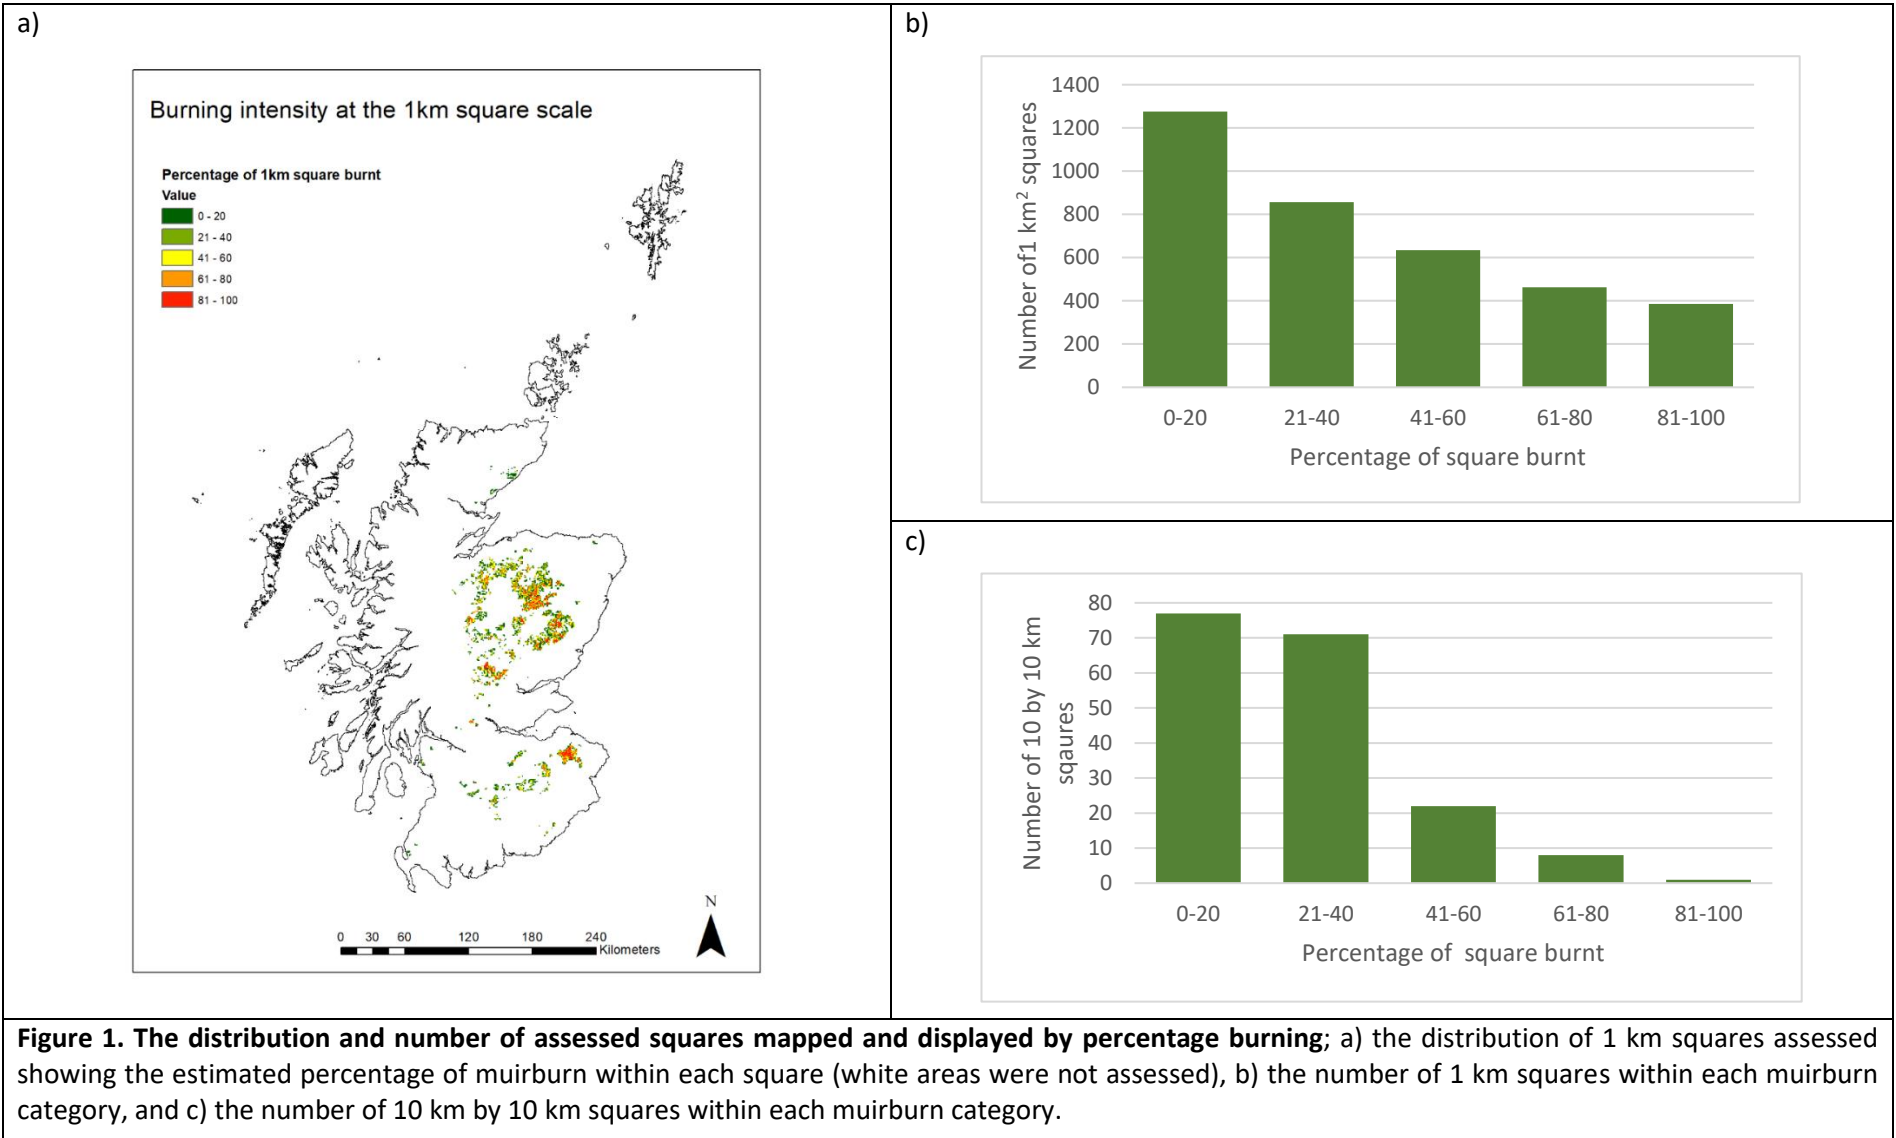 a)
Burning intensity at the 1km square scale
Percentage of 1km square burnt
Value
0 - 20
21 - 40
41 - 60
61 - 80
81 - 100
N
0 30 60 120 180 240
Kilometers
b)
Number of1 km² squares
1400
1200
1000
800
600
400
200
0
0-20 21-40 41-60 61-80 81-100
Percentage of square burnt
c)
Number of 10 by 10 km
sqaures
80
70
60
50
40
30
20
10
0
0-20 21-40 41-60 61-80 81-100
Percentage of  square burnt
Figure 1. The distribution and number of assessed squares mapped and displayed by percentage burning; a) the distribution of 1 km squares assessed
showing the estimated percentage of muirburn within each square (white areas were not assessed), b) the number of 1 km squares within each muirburn
category, and c) the number of 10 km by 10 km squares within each muirburn category.